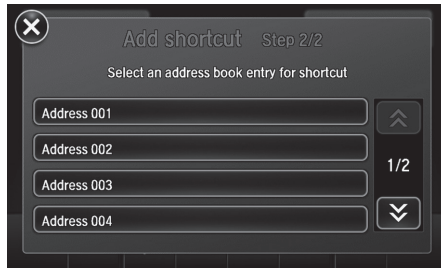 Add shortcut Step 2/2
Select an address book entry for shortcut
Address 001
Address 002
1/2
Address 003
Address 004